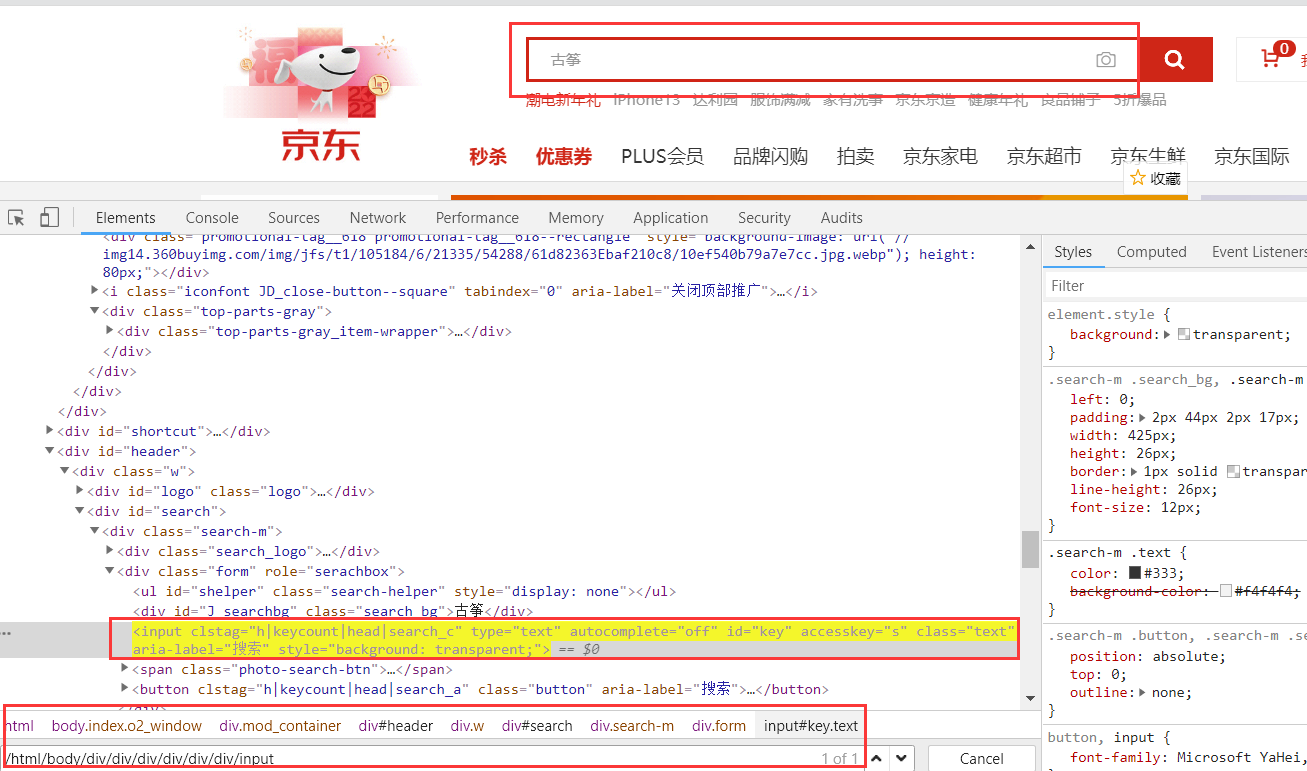 福
2022
京东
古筝
0
潮电新年礼 iPhone13 达利园 服饰满减 家有洗事 京东京造 健康年礼 良品铺子 5折爆品
秒杀 优惠券 PLUS会员 品牌闪购 拍卖 京东家电 京东超市 京东生鲜 京东国际
收藏
Elements Console Sources Network Performance Memory Application Security Audits
<div class="promotional-tag__618 promotional-tag__618--rectangle" style="background-image: url("//
img14.360buyimg.com/img/jfs/t1/105184/6/21335/54288/61d82363Ebaf210c8/10ef540b79a7e7cc.jpg.webp"); height:
80px;"></div>
<i class="iconfont JD_close-button--square" tabindex="0" aria-label="关闭顶部推广">…</i>
<div class="top-parts-gray">
<div class="top-parts-gray_item-wrapper">…</div>
</div>
</div>
</div>
</div>
<div id="shortcut">…</div>
<div id="header">
<div class="w">
<div id="logo" class="logo">…</div>
<div id="search">
<div class="search-m">
<div class="search_logo">…</div>
<div class="form" role="serachbox">
<ul id="shelper" class="search-helper" style="display: none"></ul>
<div id="J_searchbg" class="search_bg">古筝</div>
<input clstag="h|keycount|head|search_c" type="text" autocomplete="off" id="key" accesskey="s" class="text"
aria-label="搜索" style="background: transparent;"> == $0
<span class="photo-search-btn">…</span>
<button clstag="h|keycount|head|search_a" class="button" aria-label="搜索">…</button>
</div>
html body.index.o2_window div.mod_container div#header div.w div#search div.search-m div.form input#key.text
/html/body/div/div/div/div/div/div/input 1 of 1 Cancel
Styles Computed Event Listeners
Filter
element.style {
background: transparent;
}
.search-m .search_bg, .search-m
left: 0;
padding: 2px 44px 2px 17px;
width: 425px;
height: 26px;
border: 1px solid transpar
line-height: 26px;
font-size: 12px;
}
.search-m .text {
color: #333;
background-color: #f4f4f4;
}
.search-m .button, .search-m .se
position: absolute;
top: 0;
outline: none;
}
button, input {
font-family: Microsoft YaHei,